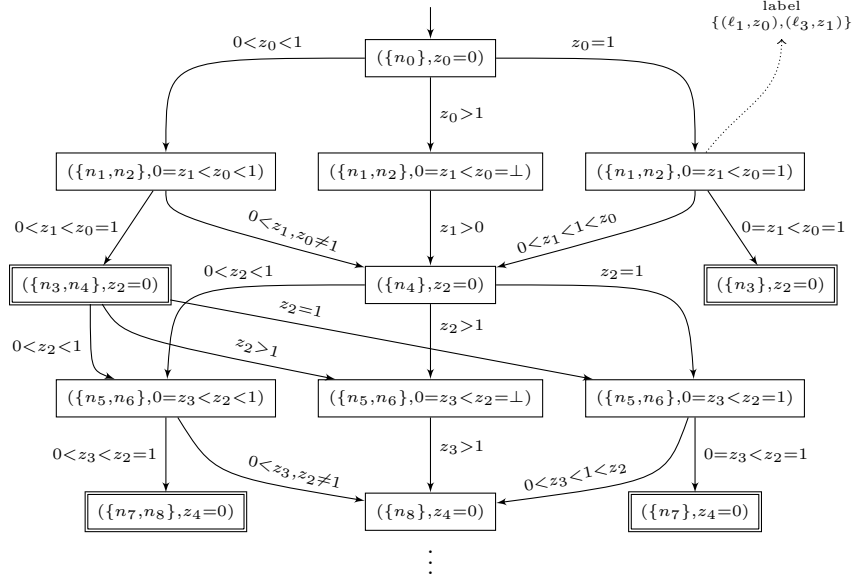 label
{(ℓ₁,z₀),(ℓ₃,z₁)}
0<z₀<1
({n₀},z₀=0)
z₀=1
z₀>1
({n₁,n₂},0=z₁<z₀<1)
({n₁,n₂},0=z₁<z₀=⊥)
({n₁,n₂},0=z₁<z₀=1)
0<z₁<z₀=1
0<z₁,z₀≠1
z₁>0
0<z₁<1<z₀
0=z₁<z₀=1
({n₃,n₄},z₂=0)
0<z₂<1
({n₄},z₂=0)
z₂=1
({n₃},z₂=0)
0<z₂<1
z₂>1
z₂=1
z₂>1
({n₅,n₆},0=z₃<z₂<1)
({n₅,n₆},0=z₃<z₂=⊥)
({n₅,n₆},0=z₃<z₂=1)
0<z₃<z₂=1
0<z₃,z₂≠1
z₃>1
0<z₃<1<z₂
0=z₃<z₂=1
({n₇,n₈},z₄=0)
({n₈},z₄=0)
({n₇},z₄=0)
⋮